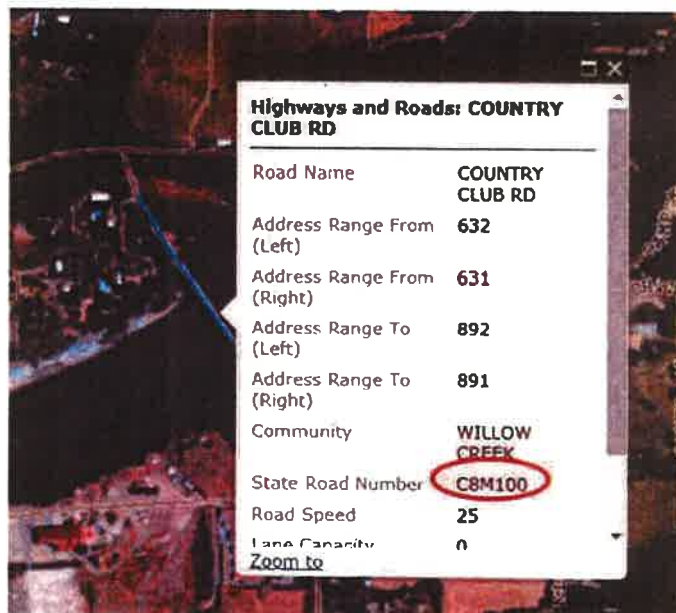 Highways and Roads: COUNTRY
CLUB RD
Road Name COUNTRY
CLUB RD
Address Range From 632
(Left)
Address Range From 631
(Right)
Address Range To 892
(Left)
Address Range To 891
(Right)
Community WILLOW
CREEK
State Road Number C8M100
Road Speed 25
Lane Capacity 0
Zoom to